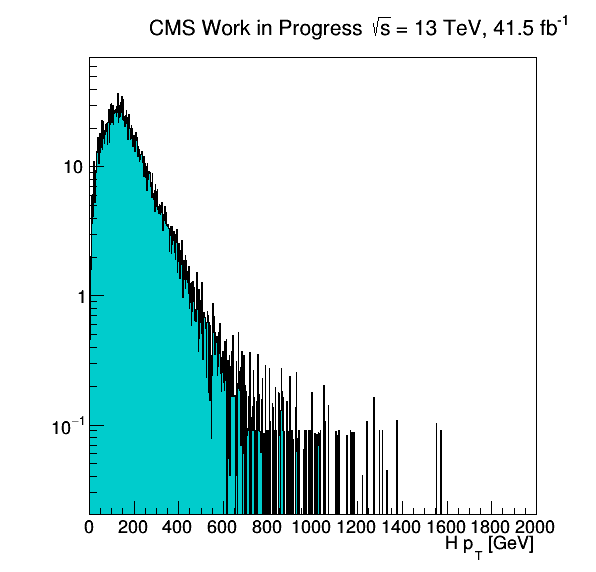 CMS Work in Progress √s = 13 TeV, 41.5 fb⁻¹
10
1
10⁻¹
0 200 400 600 800 1000 1200 1400 1600 1800 2000
H p_T [GeV]